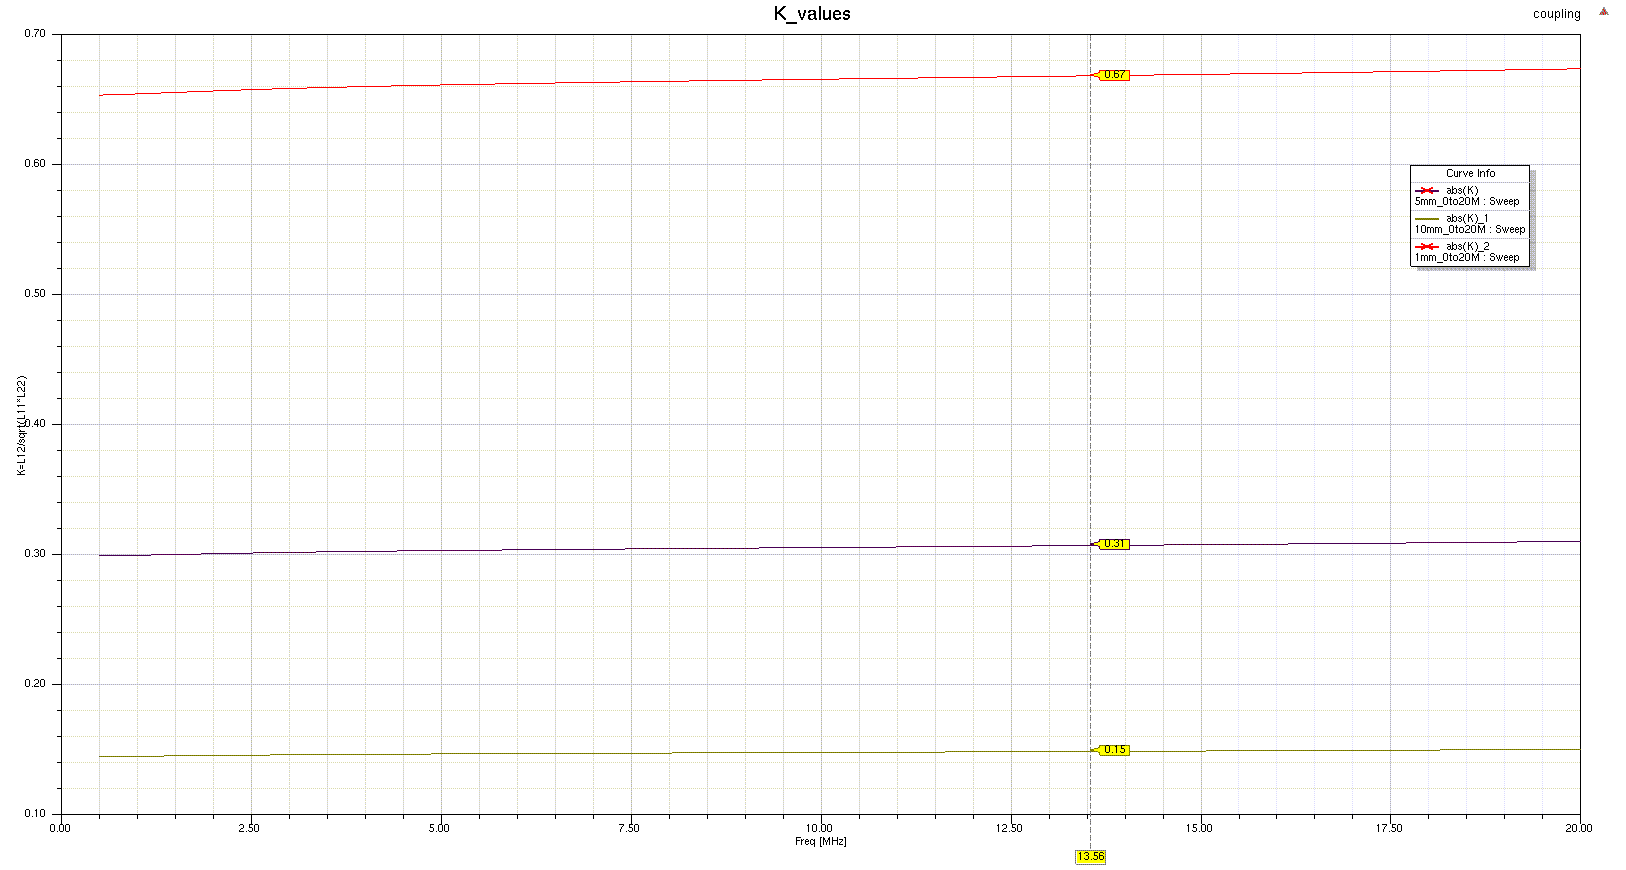 K_values
coupling
0.70
0.67
0.60
Curve Info
abs(K)
5mm_0to20M : Sweep
abs(K)_1
10mm_0to20M : Sweep
abs(K)_2
1mm_0to20M : Sweep
0.50
K=L12/sqrt(L11*L22)
0.40
0.31
0.30
0.20
0.15
0.10
0.00 2.50 5.00 7.50 10.00 12.50 15.00 17.50 20.00
Freq [MHz]
13.56